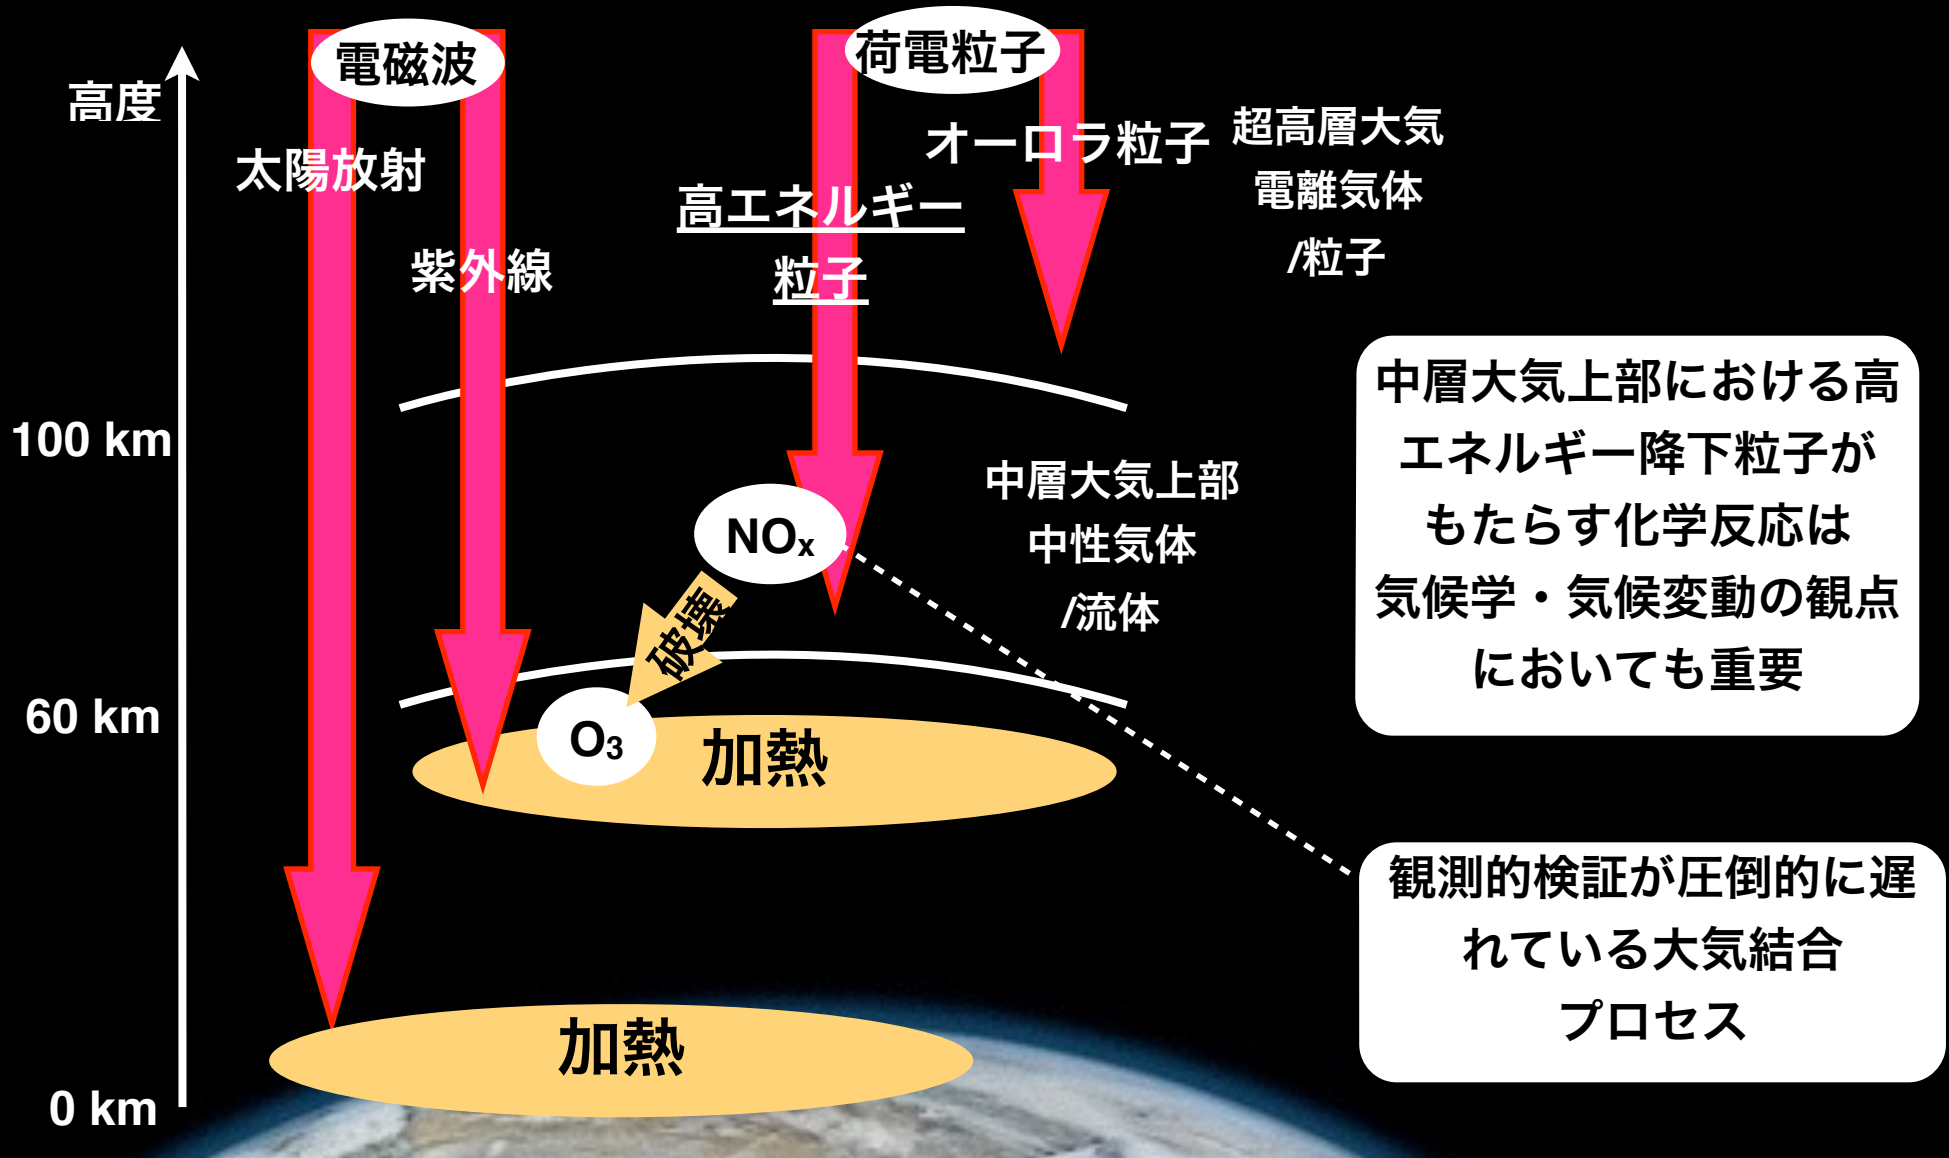 電磁波
荷電粒子
高度
太陽放射
紫外線
高エネルギー
粒子
オーロラ粒子
超高層大気
電離気体
/粒子
100 km
中層大気上部
中性気体
/流体
NOx
破壊
60 km
O3
加熱
加熱
0 km
中層大気上部における高
エネルギー降下粒子が
もたらす化学反応は
気候学・気候変動の観点
においても重要
観測的検証が圧倒的に遅
れている大気結合
プロセス